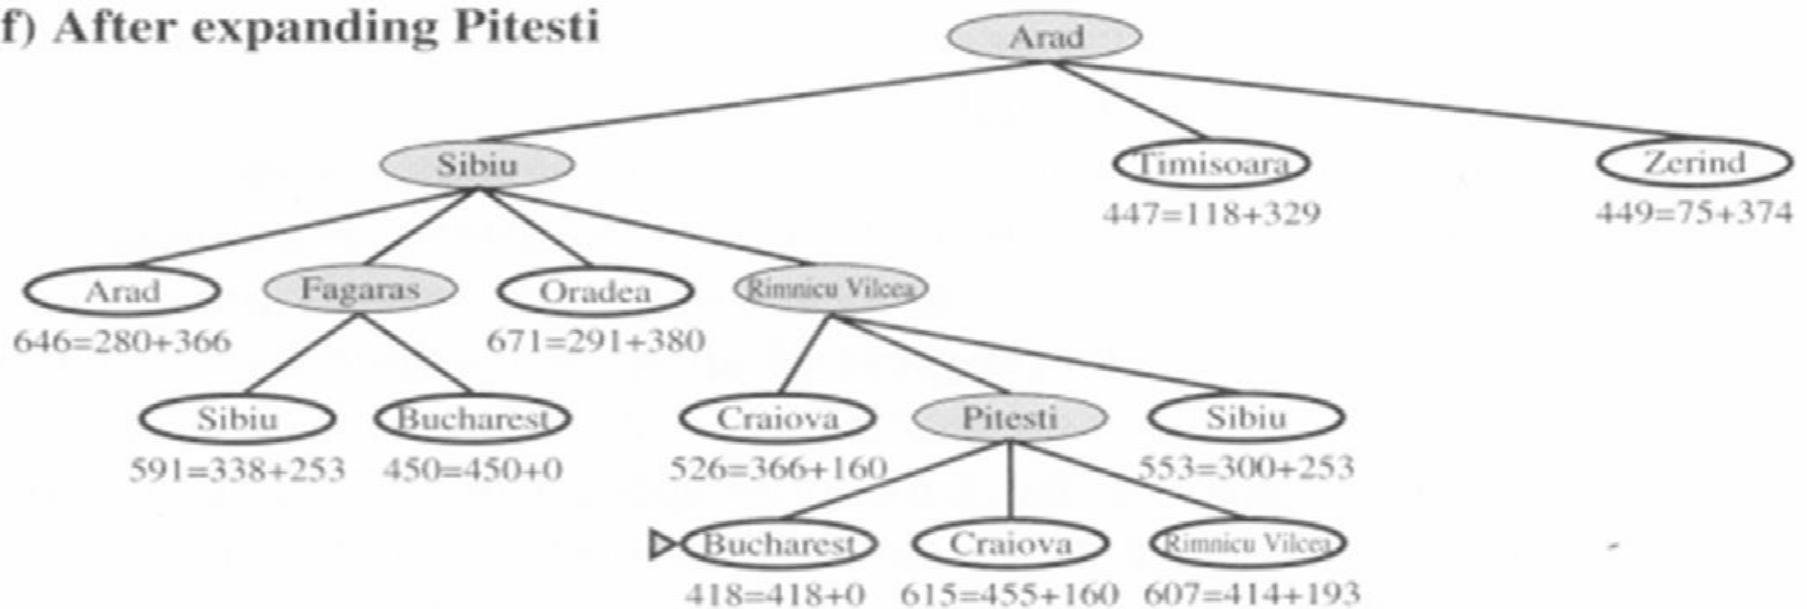 f) After expanding Pitesti
Arad
Sibiu
Timisoara
Zerind
447=118+329
449=75+374
Arad
Fagaras
Oradea
Rimnicu Vilcea
646=280+366
671=291+380
Sibiu
Bucharest
Craiova
Pitesti
Sibiu
591=338+253
450=450+0
526=366+160
553=300+253
Bucharest
Craiova
Rimnicu Vilcea
418=418+0
615=455+160
607=414+193